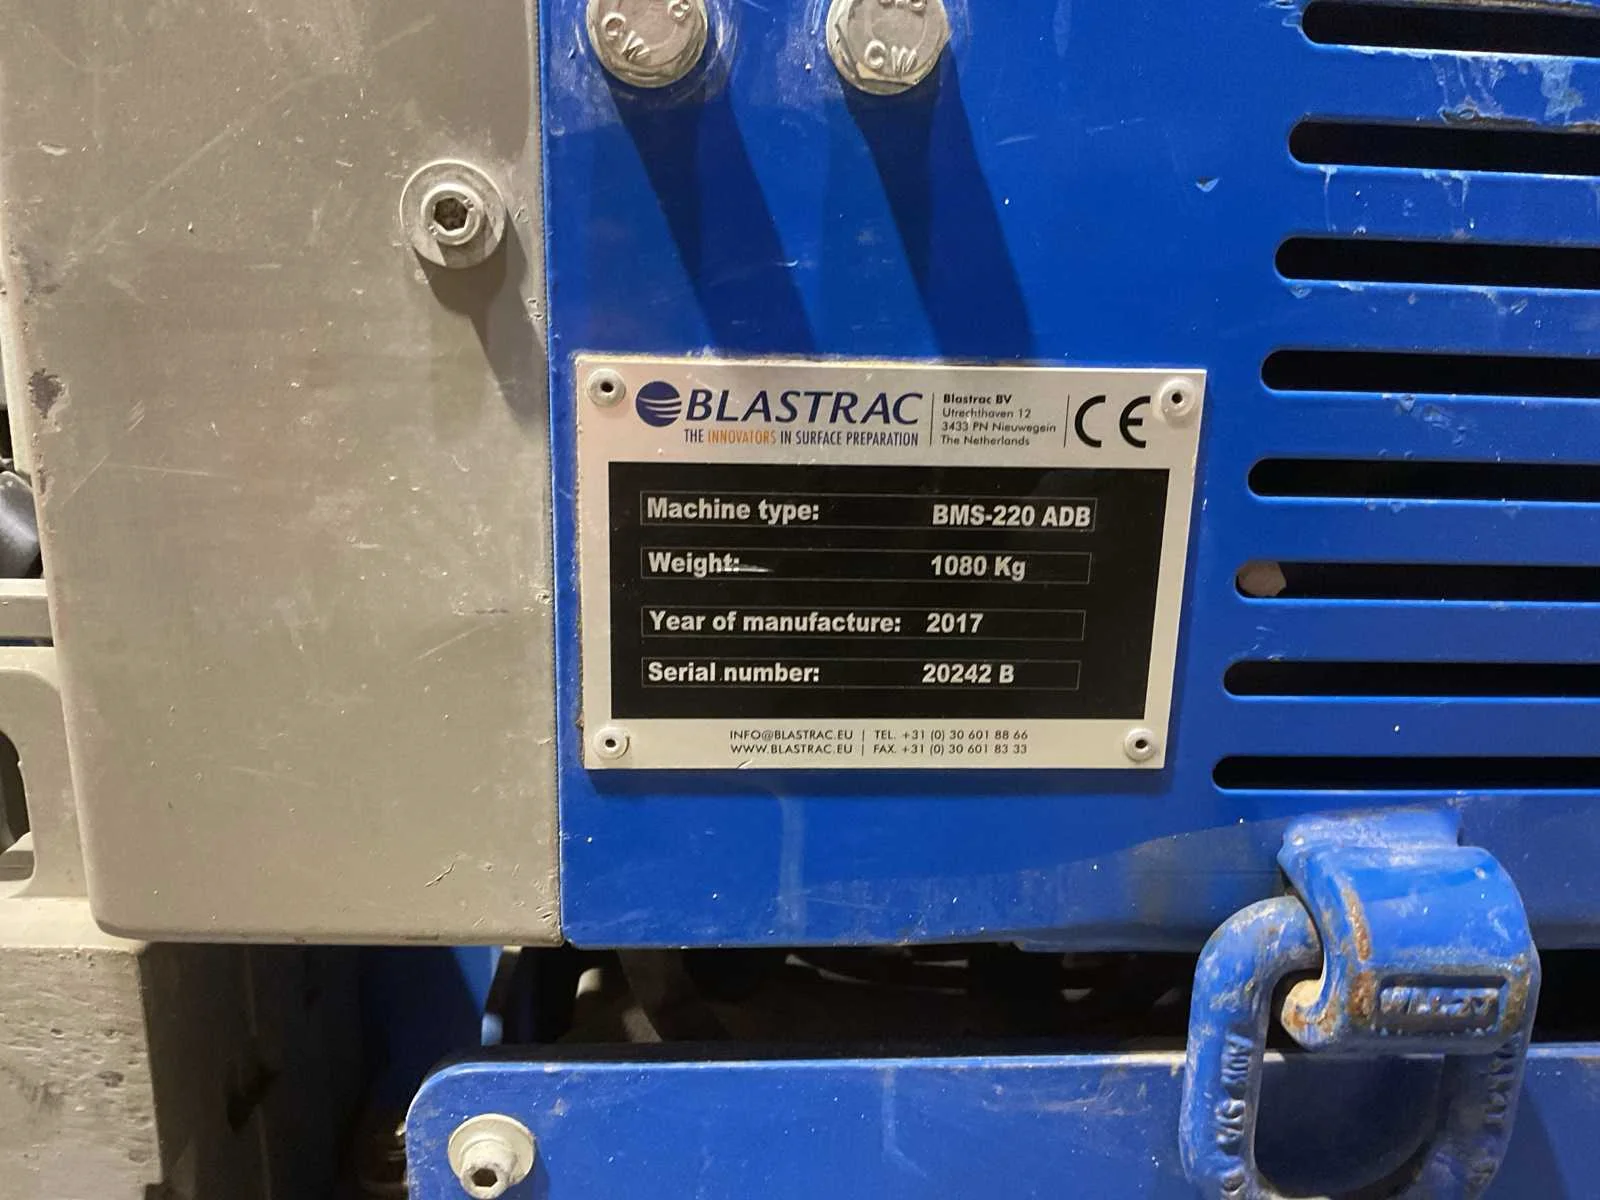 CW 8
CW
BLASTRAC
THE INNOVATORS IN SURFACE PREPARATION
Blastrac BV
Utrechthaven 12
3433 PN Nieuwegein
The Netherlands
CE
Machine type: BMS-220 ADB
Weight: 1080 Kg
Year of manufacture: 2017
Serial number: 20242 B
INFO@BLASTRAC.EU | TEL. +31 (0) 30 601 88 66
WWW.BLASTRAC.EU | FAX. +31 (0) 30 601 83 33